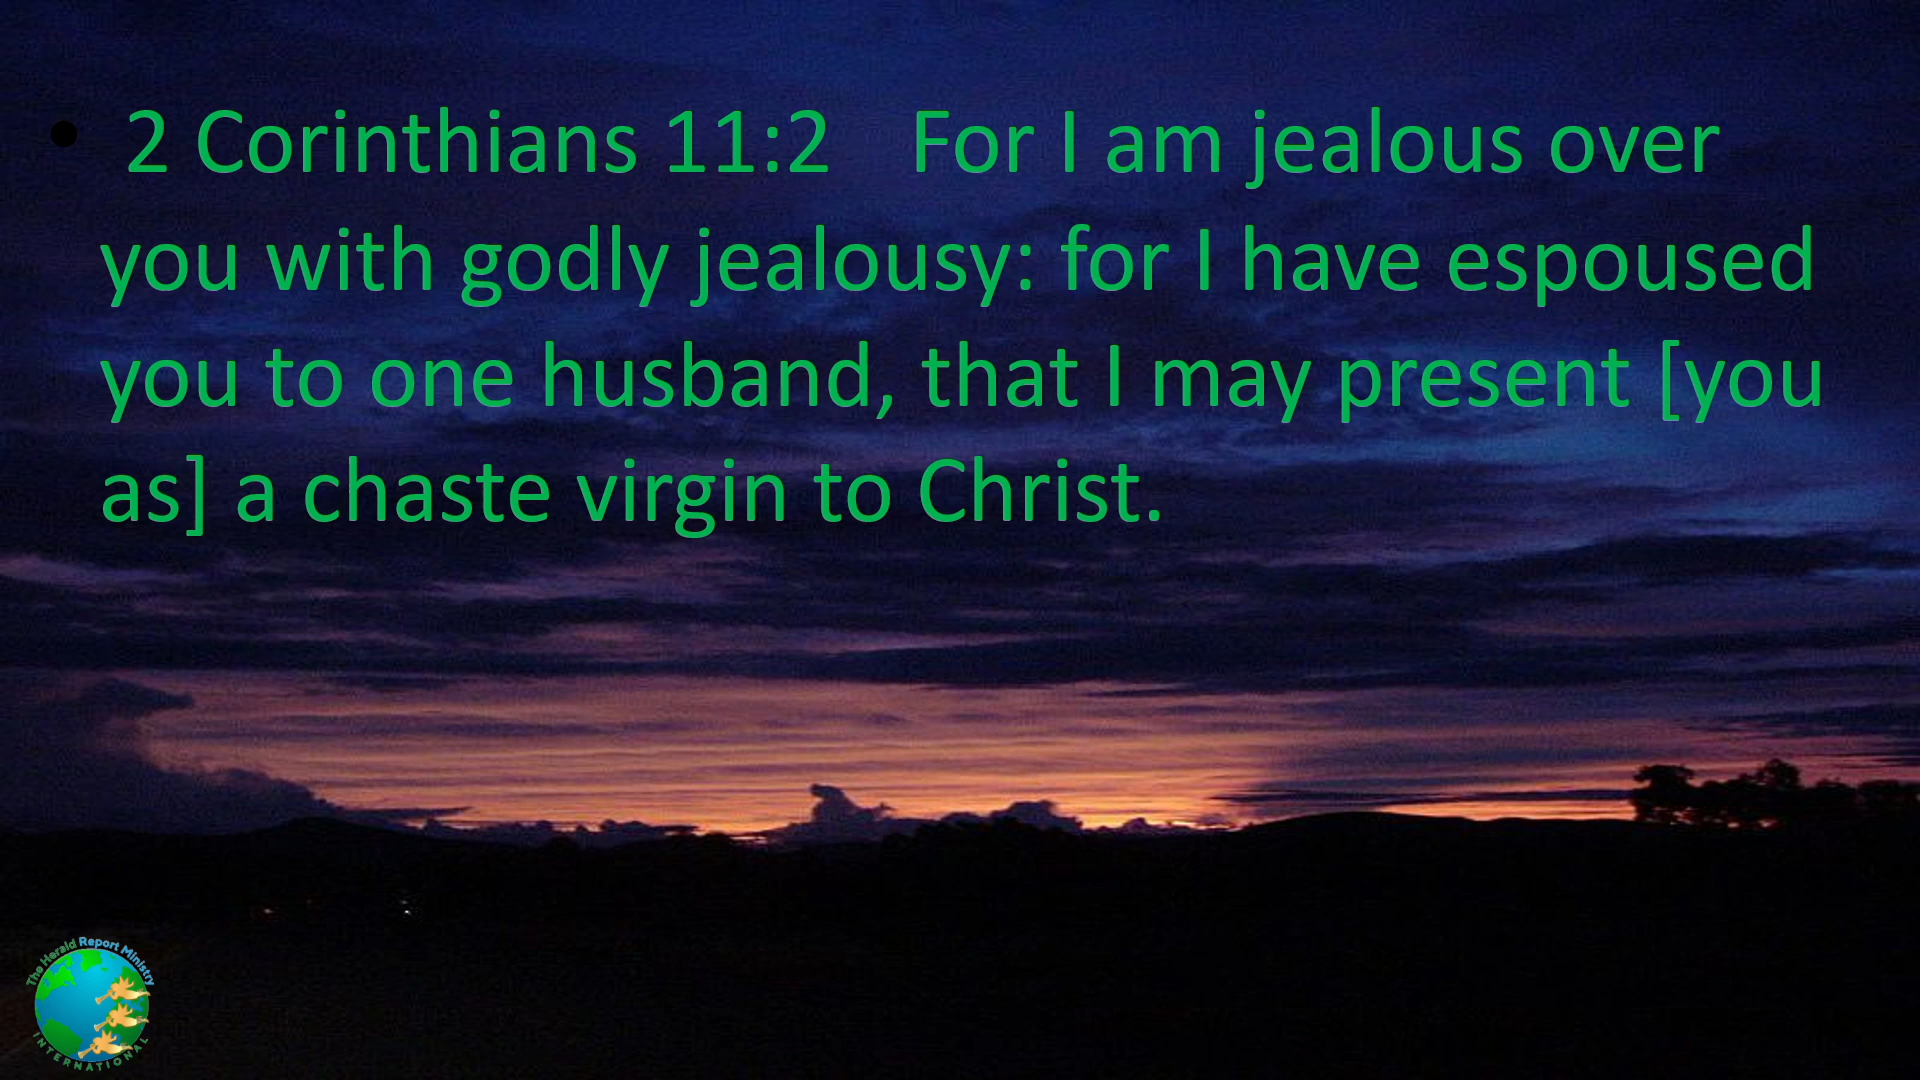 • 2 Corinthians 11:2   For I am jealous over
you with godly jealousy: for I have espoused
you to one husband, that I may present [you
as] a chaste virgin to Christ.
The Herald Report Ministry
INTERNATIONAL